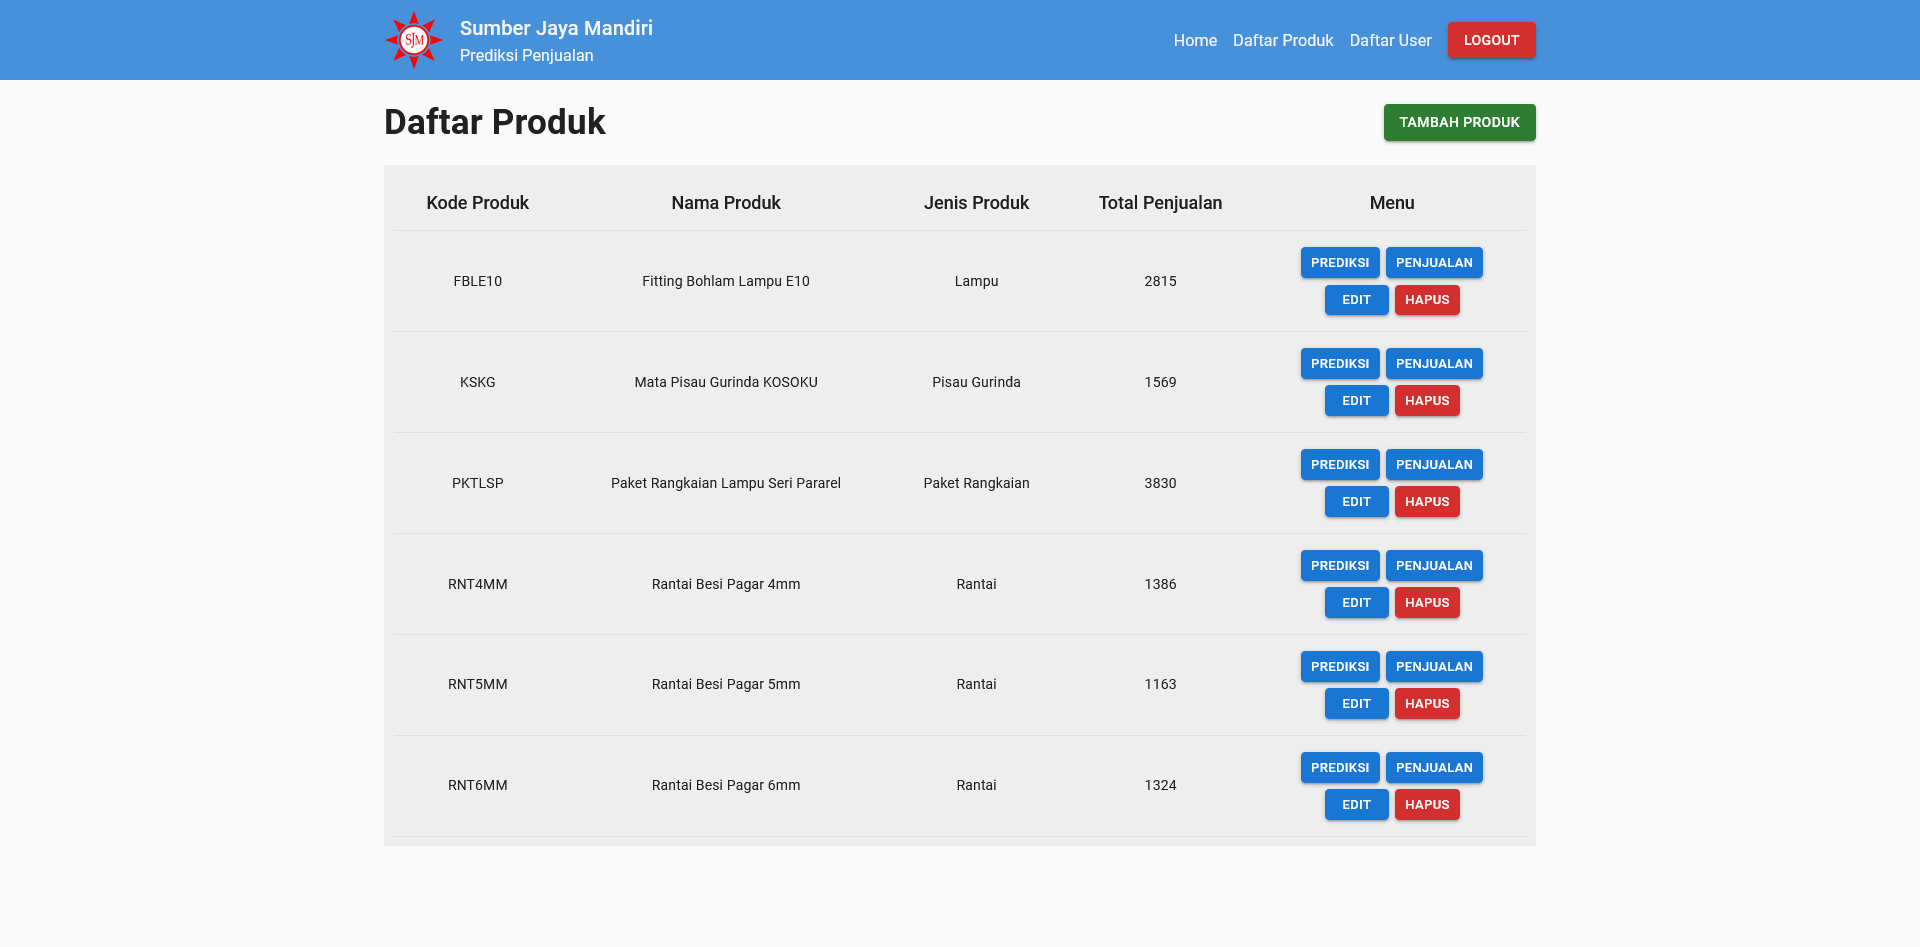 SJM
Sumber Jaya Mandiri
Prediksi Penjualan
Home Daftar Produk Daftar User LOGOUT
Daftar Produk
TAMBAH PRODUK
Kode Produk Nama Produk Jenis Produk Total Penjualan Menu
FBLE10 Fitting Bohlam Lampu E10 Lampu 2815
PREDIKSI PENJUALAN
EDIT HAPUS
KSKG Mata Pisau Gurinda KOSOKU Pisau Gurinda 1569
PREDIKSI PENJUALAN
EDIT HAPUS
PKTLSP Paket Rangkaian Lampu Seri Pararel Paket Rangkaian 3830
PREDIKSI PENJUALAN
EDIT HAPUS
RNT4MM Rantai Besi Pagar 4mm Rantai 1386
PREDIKSI PENJUALAN
EDIT HAPUS
RNT5MM Rantai Besi Pagar 5mm Rantai 1163
PREDIKSI PENJUALAN
EDIT HAPUS
RNT6MM Rantai Besi Pagar 6mm Rantai 1324
PREDIKSI PENJUALAN
EDIT HAPUS